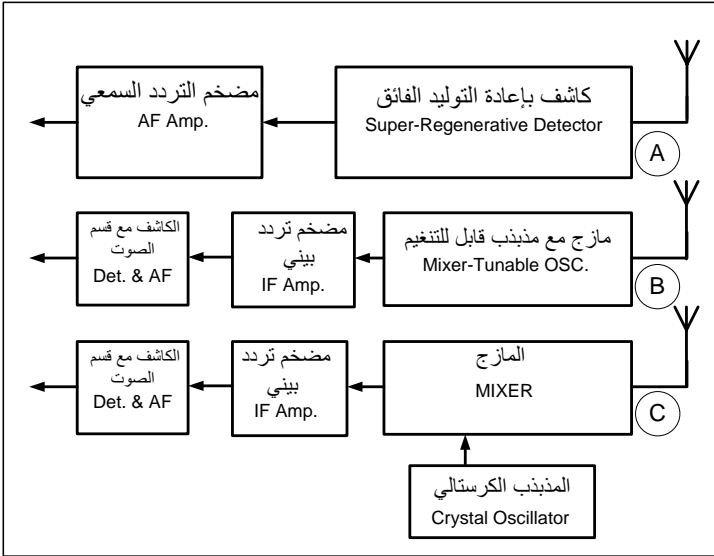 كاشف بإعادة التوليد الفائق
Super-Regenerative Detector
مضخم التردد السمعي
AF Amp.
A
مازج مع مذبذب قابل للتنغيم
Mixer-Tunable OSC.
مضخم تردد
بيني
IF Amp.
الكاشف مع قسم
الصوت
Det. & AF
B
المازج
MIXER
مضخم تردد
بيني
IF Amp.
الكاشف مع قسم
الصوت
Det. & AF
C
المذبذب الكرستالي
Crystal Oscillator